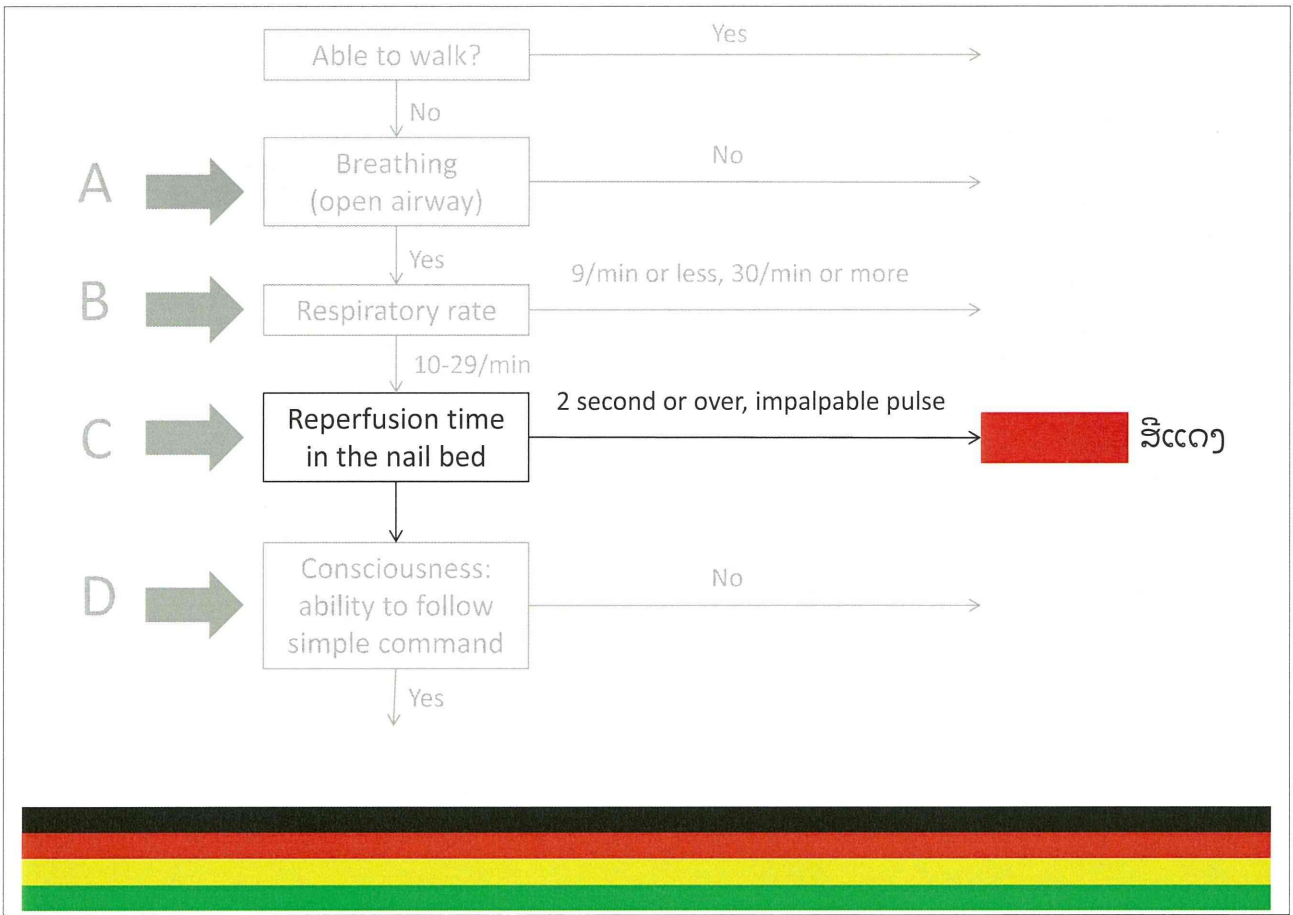 Able to walk?
Yes
No
A
Breathing
(open airway)
No
Yes
B
Respiratory rate
9/min or less, 30/min or more
10-29/min
C
Reperfusion time
in the nail bed
2 second or over, impalpable pulse
ສີແດງ
D
Consciousness:
ability to follow
simple command
No
Yes